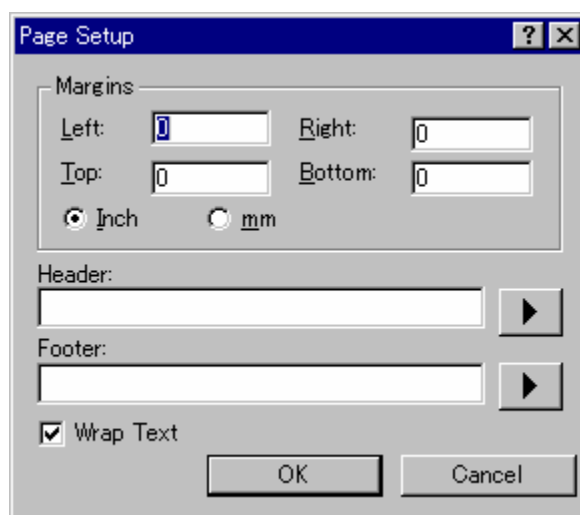 Page Setup
Margins
Left: 0 Right: 0
Top: 0 Bottom: 0
Inch mm
Header:
Footer:
Wrap Text
OK Cancel